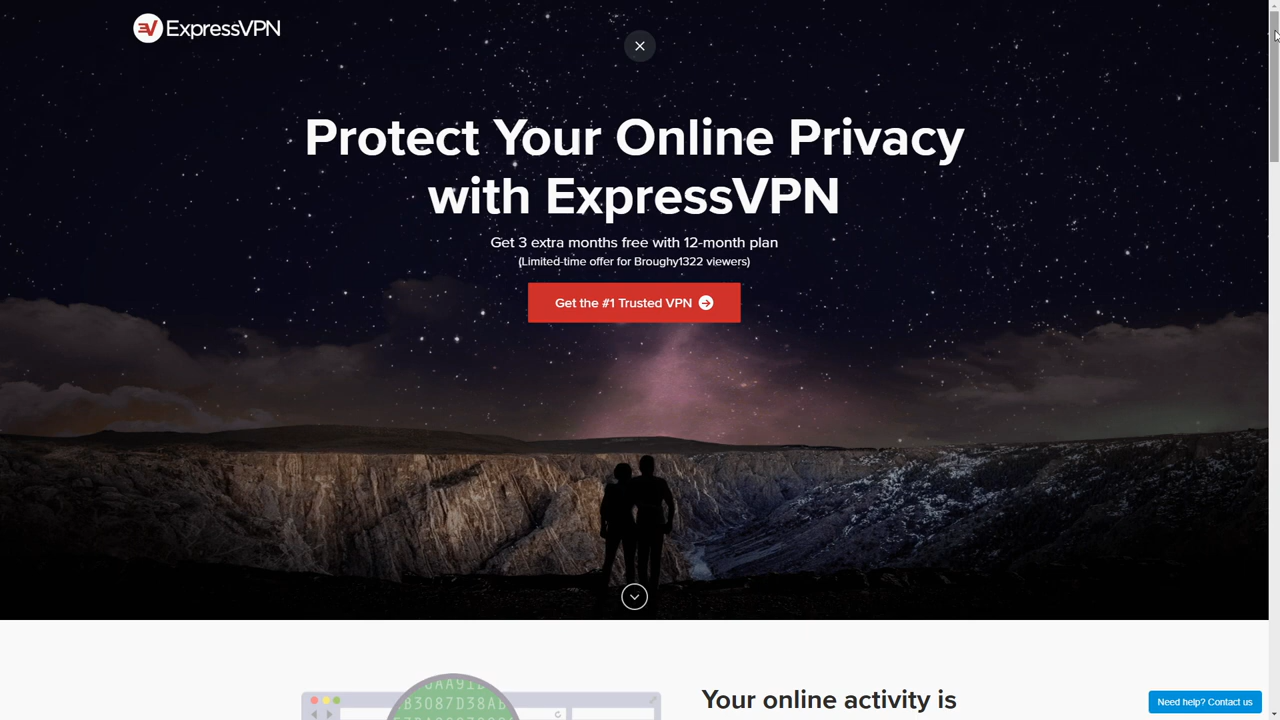 ExpressVPN
Protect Your Online Privacy
with ExpressVPN
Get 3 extra months free with 12-month plan
(Limited-time offer for Broughy1322 viewers)
Get the #1 Trusted VPN
B3087D38AB
Your online activity is
Need help? Contact us